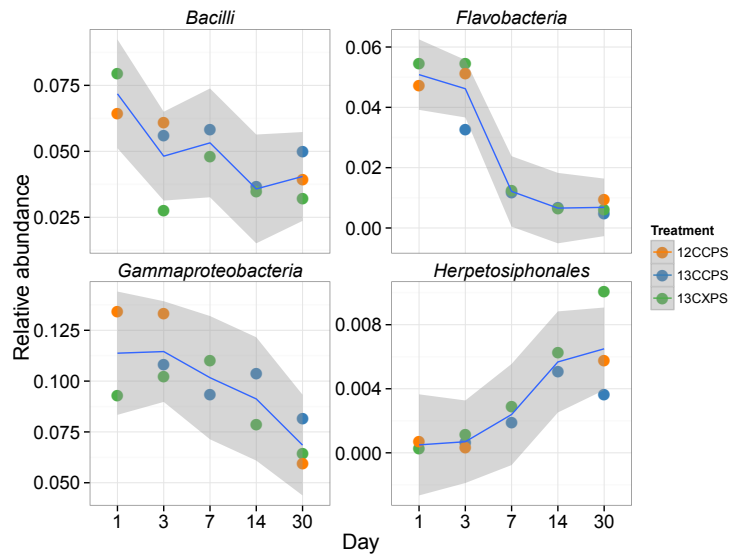 Bacilli
Flavobacteria
0.075
0.050
0.025
0.06
0.04
0.02
0.00
Relative abundance
Gammaproteobacteria
Herpetosiphonales
0.125
0.100
0.075
0.050
0.008
0.004
0.000
1 3 7 14 30
1 3 7 14 30
Day
Treatment
12CCPS
13CCPS
13CXPS